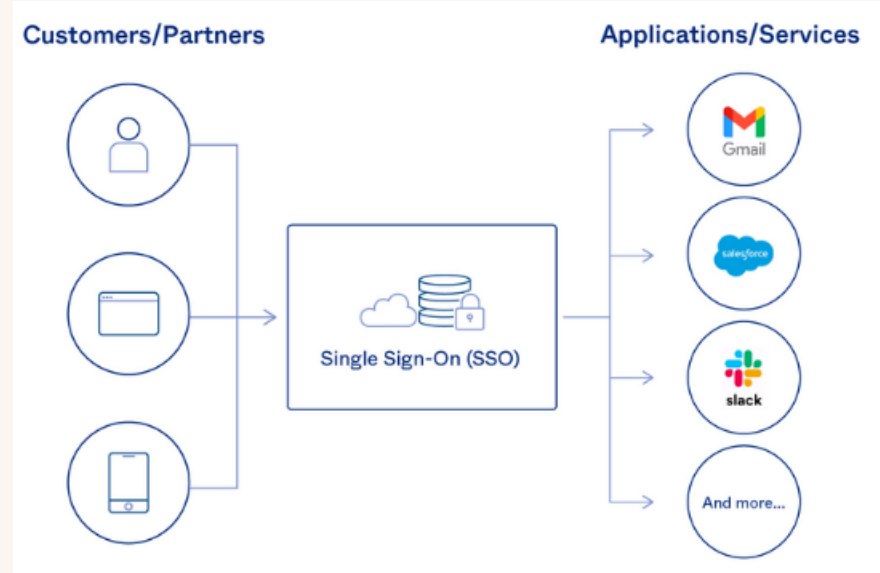 Customers/Partners
Applications/Services
Gmail
salesforce
Single Sign-On (SSO)
slack
And more...